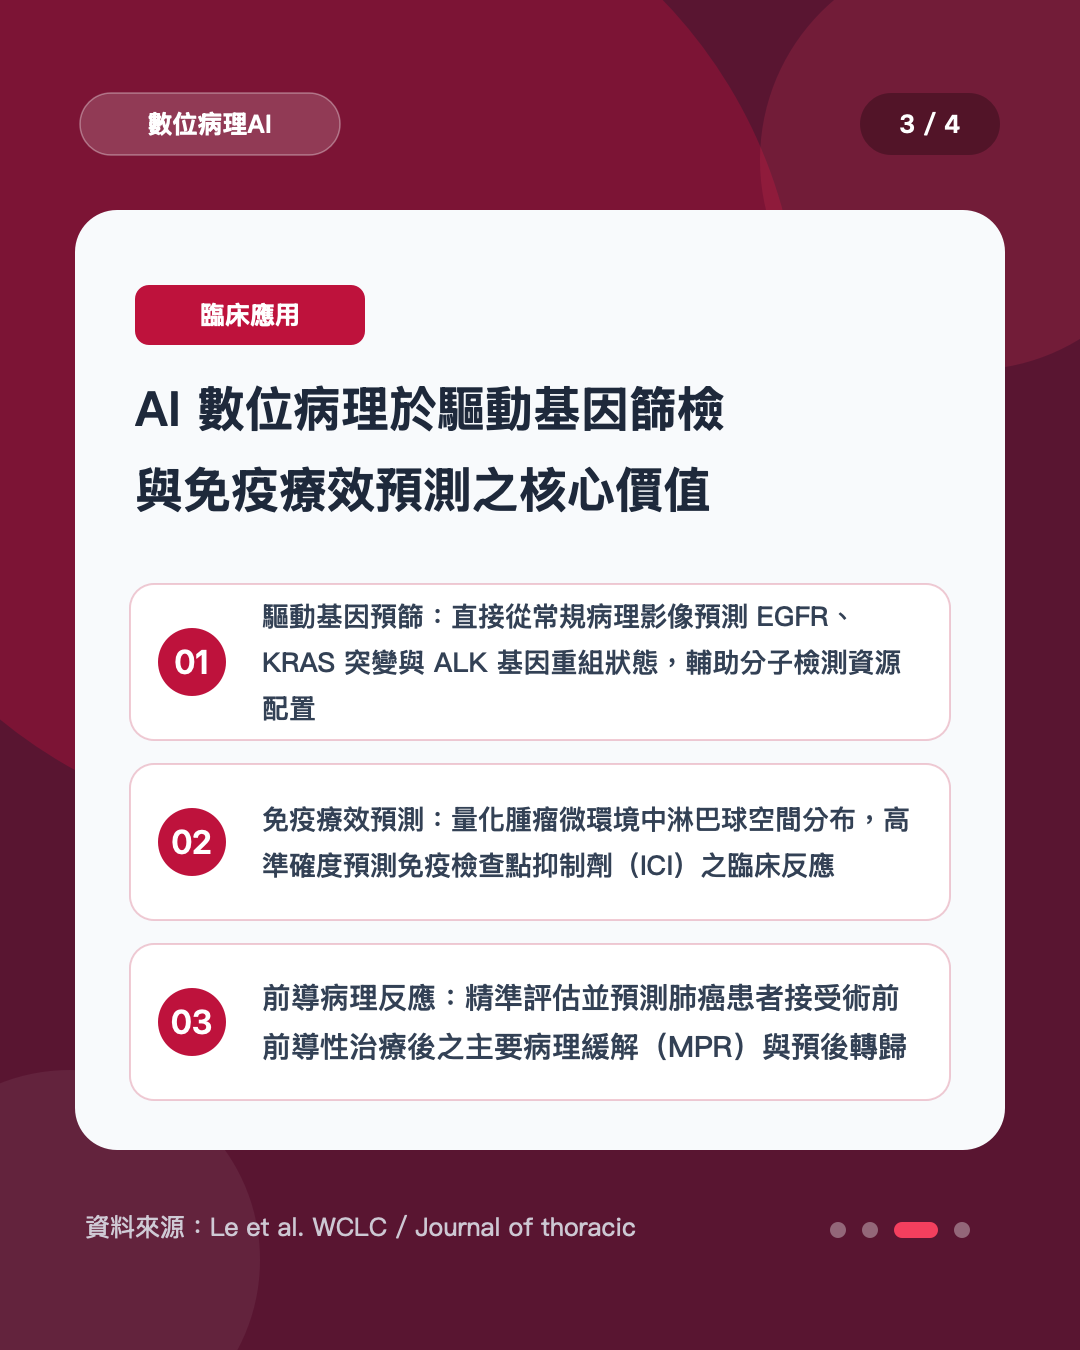 數位病理AI
3 / 4
臨床應用
AI 數位病理於驅動基因篩檢
與免疫療效預測之核心價值
01
驅動基因預篩：直接從常規病理影像預測 EGFR、
KRAS 突變與 ALK 基因重組狀態，輔助分子檢測資源
配置
02
免疫療效預測：量化腫瘤微環境中淋巴球空間分布，高
準確度預測免疫檢查點抑制劑（ICI）之臨床反應
03
前導病理反應：精準評估並預測肺癌患者接受術前
前導性治療後之主要病理緩解（MPR）與預後轉歸
資料來源：Le et al. WCLC / Journal of thoracic